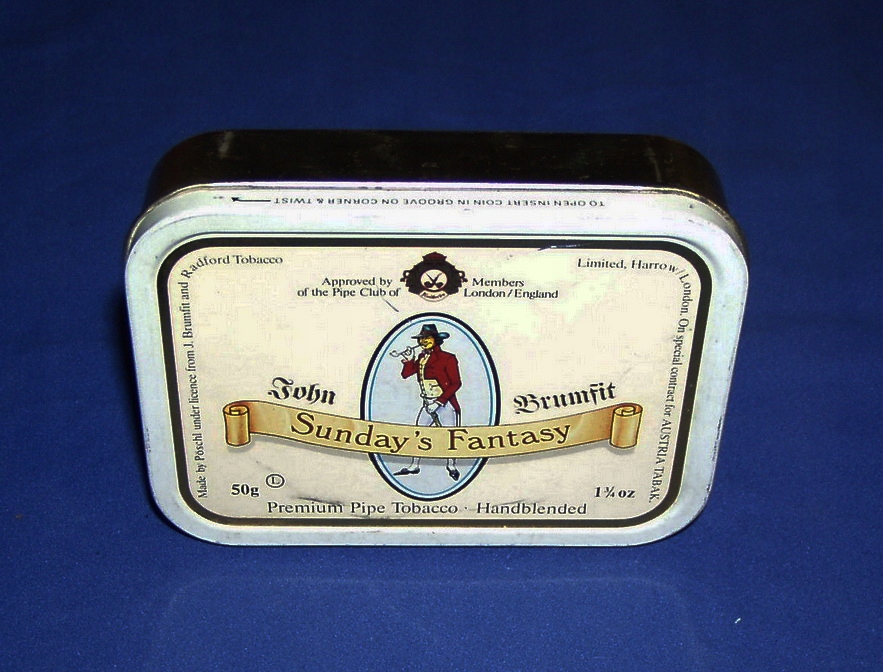 TO OPEN INSERT COIN IN GROOVE ON CORNER & TWIST
Made by Pöschl under licence from J. Brumfit and Radford Tobacco
Limited, Harrow/London. On special contract for AUSTRIA TABAK
Approved by Members
of the Pipe Club of London/England
John Brumfit
Sunday's Fantasy
50g L 1¾ oz
Premium Pipe Tobacco · Handblended